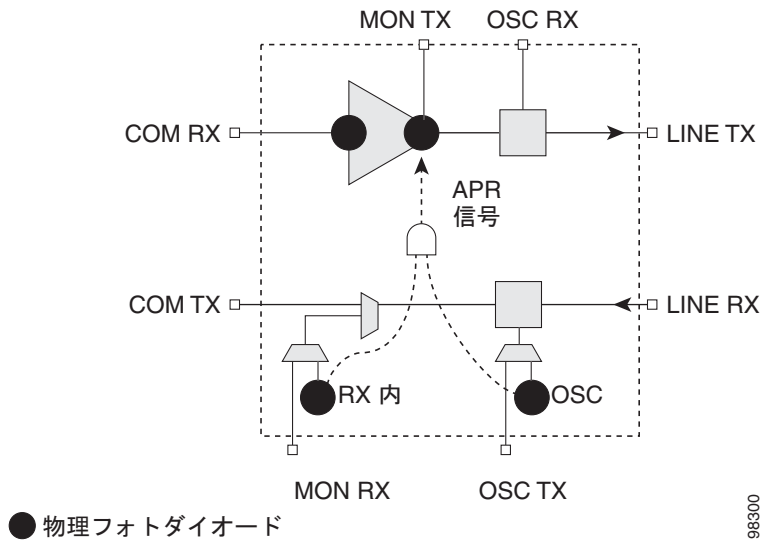 MON TX
OSC RX
COM RX
LINE TX
APR
信号
COM TX
LINE RX
RX 内
OSC
MON RX
OSC TX
物理フォトダイオード
98300